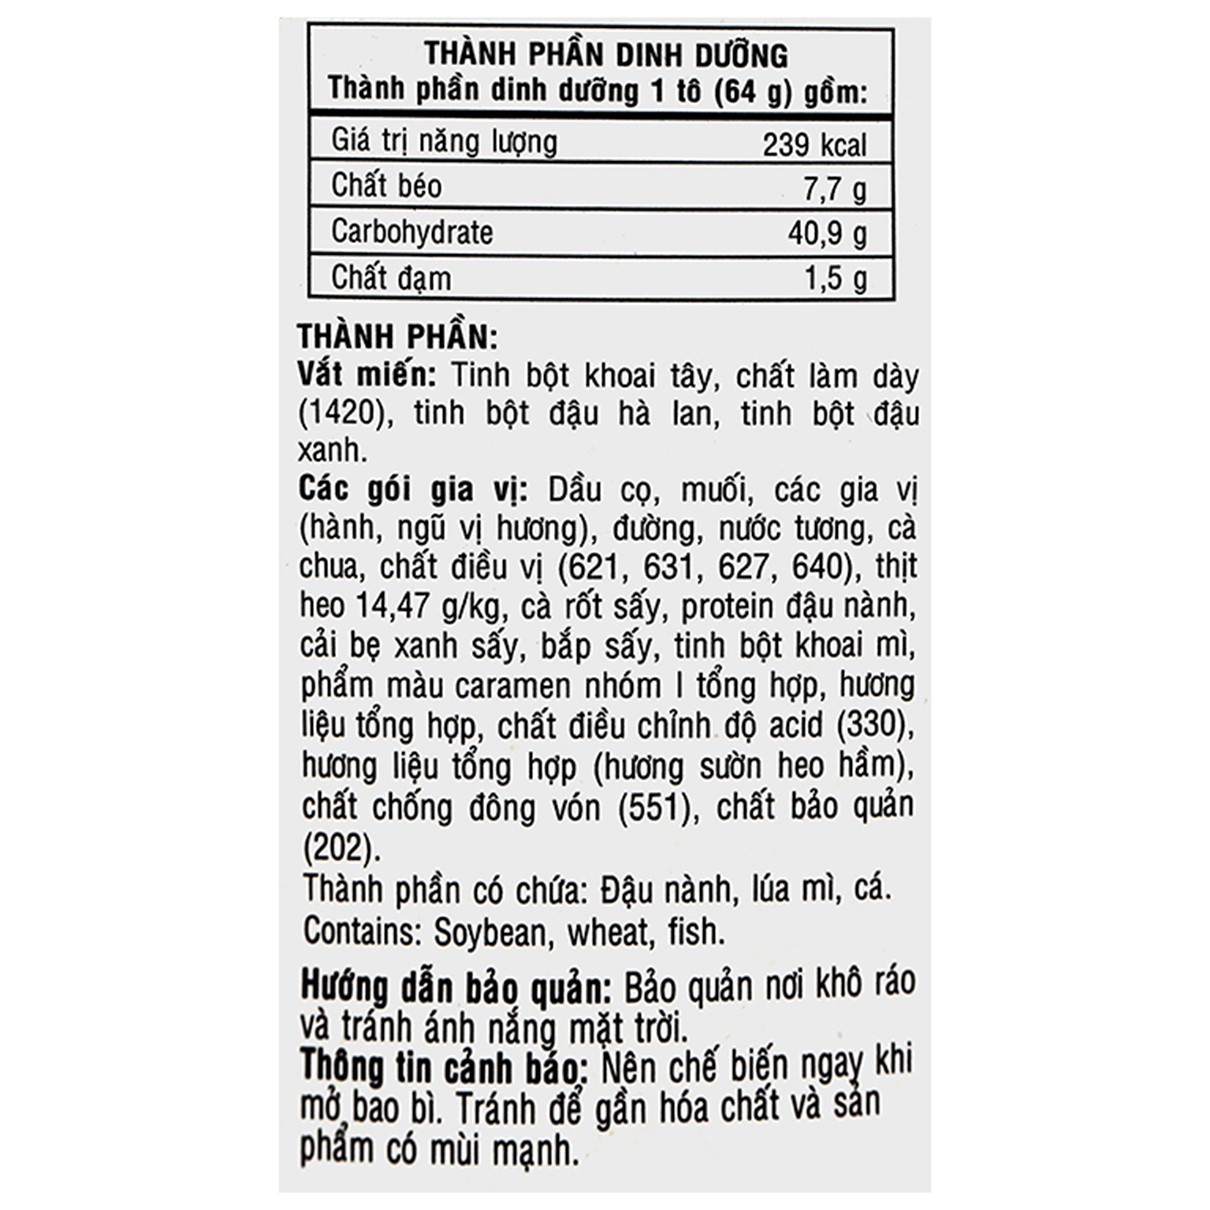 THÀNH PHẦN DINH DƯỠNG
Thành phần dinh dưỡng 1 tô (64 g) gồm:
Giá trị năng lượng 239 kcal
Chất béo 7,7 g
Carbohydrate 40,9 g
Chất đạm 1,5 g
THÀNH PHẦN:
Vắt miến: Tinh bột khoai tây, chất làm dày
(1420), tinh bột đậu hà lan, tinh bột đậu
xanh.
Các gói gia vị: Dầu cọ, muối, các gia vị
(hành, ngũ vị hương), đường, nước tương, cà
chua, chất điều vị (621, 631, 627, 640), thịt
heo 14,47 g/kg, cà rốt sấy, protein đậu nành,
cải bẹ xanh sấy, bắp sấy, tinh bột khoai mì,
phẩm màu caramen nhóm I tổng hợp, hương
liệu tổng hợp, chất điều chỉnh độ acid (330),
hương liệu tổng hợp (hương sườn heo hầm),
chất chống đông vón (551), chất bảo quản
(202).
Thành phần có chứa: Đậu nành, lúa mì, cá.
Contains: Soybean, wheat, fish.
Hướng dẫn bảo quản: Bảo quản nơi khô ráo
và tránh ánh nắng mặt trời.
Thông tin cảnh báo: Nên chế biến ngay khi
mở bao bì. Tránh để gần hóa chất và sản
phẩm có mùi mạnh.